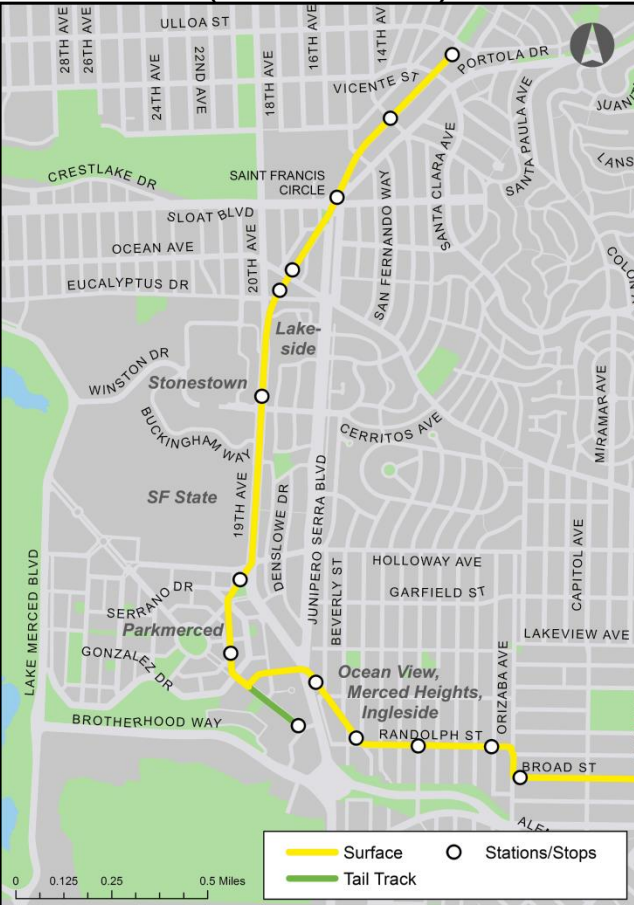 ULLOA ST
28TH AVE
26TH AVE
24TH AVE
22ND AVE
18TH AVE
16TH AVE
14TH AVE
PORTOLA DR
VICENTE ST
SANTA PAULA AVE
SANTA CLARA AVE
CRESTLAKE DR
SAINT FRANCIS
CIRCLE
SAN FERNANDO WAY
SLOAT BLVD
OCEAN AVE
20TH AVE
EUCALYPTUS DR
Lake-
side
WINSTON DR
Stonestown
BUCKINGHAM WAY
CERRITOS AVE
MIRAMAR AVE
SF State
19TH AVE
DENSLOWE DR
JUNIPERO SERRA BLVD
BEVERLY ST
HOLLOWAY AVE
CAPITOL AVE
GARFIELD ST
SERRANO DR
LAKEVIEW AVE
Parkmerced
LAKE MERCED BLVD
GONZALEZ DR
ORIZABA AVE
Ocean View,
Merced Heights,
Ingleside
BROTHERHOOD WAY
RANDOLPH ST
BROAD ST
Surface
Stations/Stops
Tail Track
0 0.125 0.25 0.5 Miles